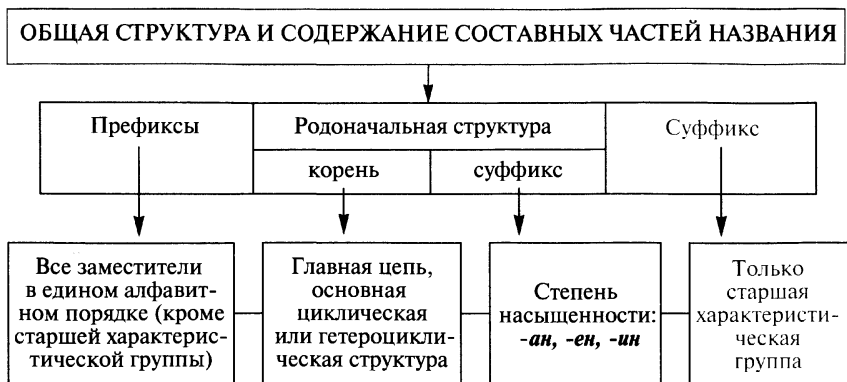 ОБЩАЯ СТРУКТУРА И СОДЕРЖАНИЕ СОСТАВНЫХ ЧАСТЕЙ НАЗВАНИЯ
Префиксы
Родоначальная структура
Суффикс
корень
суффикс
Все заместители
в едином алфавит-
ном порядке (кроме
старшей характерис-
тической группы)
Главная цепь,
основная
циклическая
или гетероцикли-
ческая структура
Степень
насыщенности:
-ан, -ен, -ин
Только
старшая
характеристи-
ческая
группа